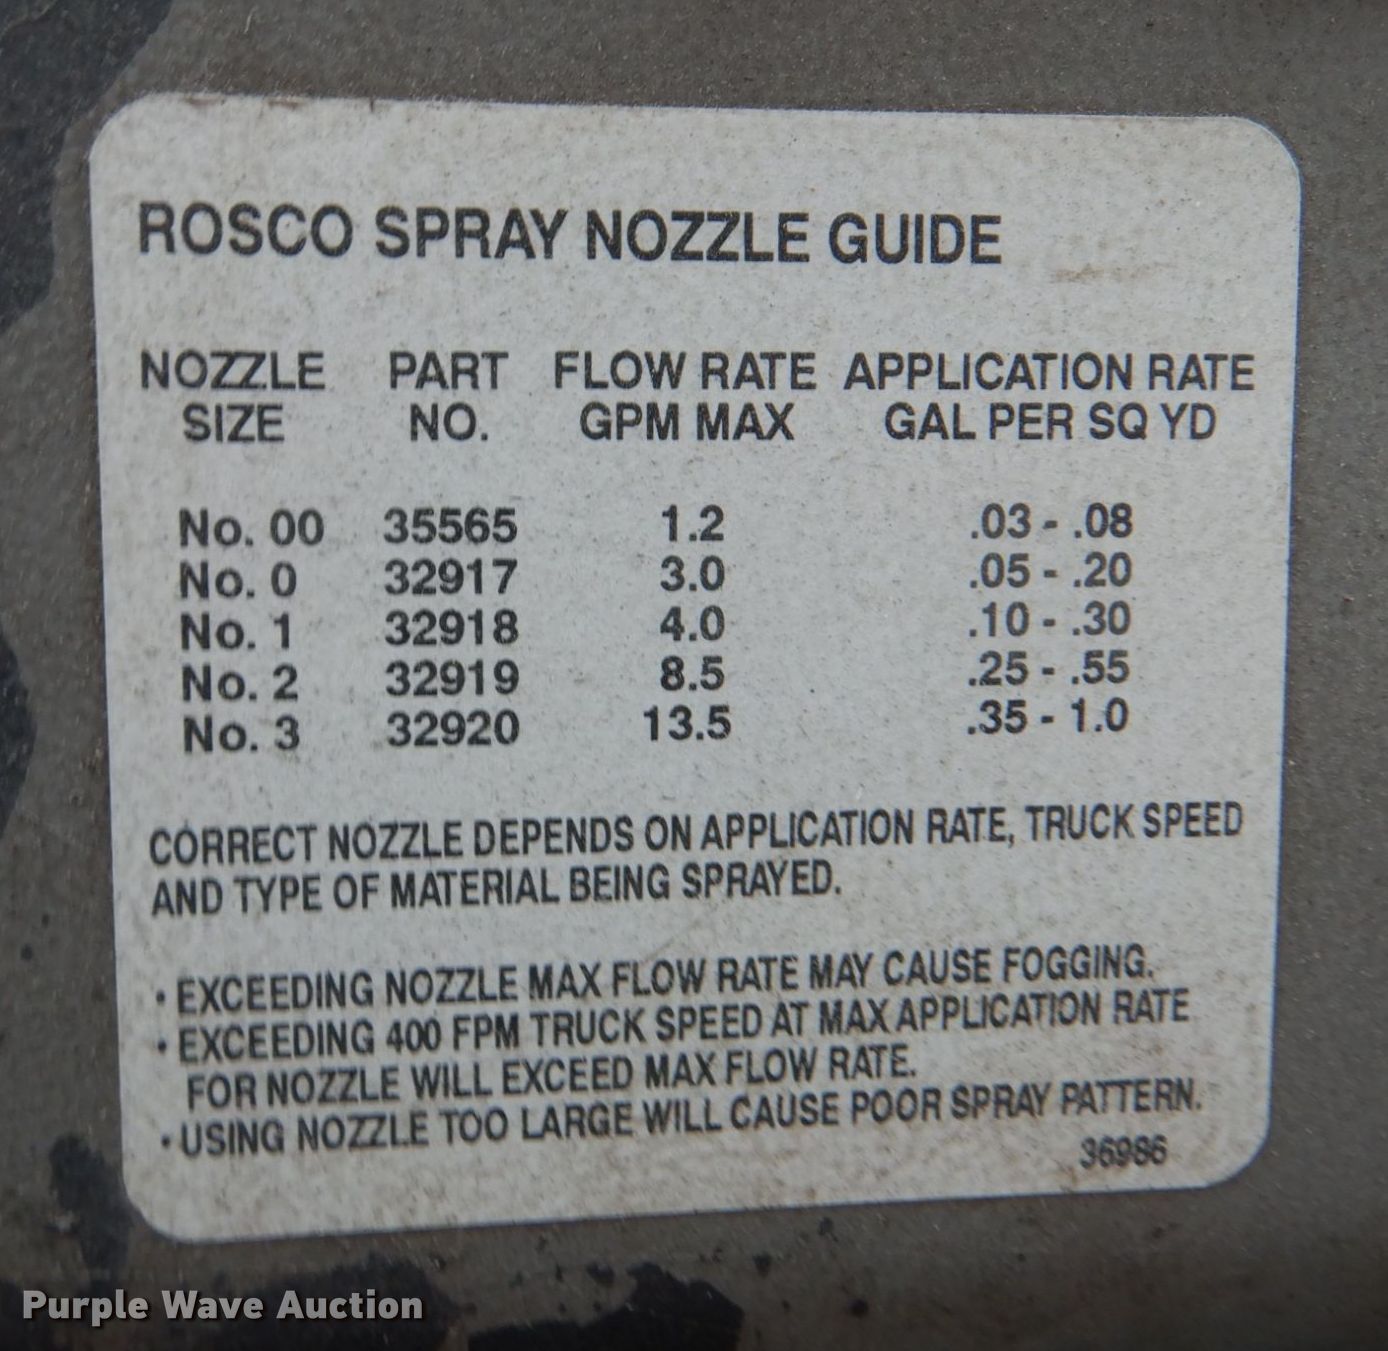 ROSCO SPRAY NOZZLE GUIDE
NOZZLE PART FLOW RATE APPLICATION RATE
SIZE NO. GPM MAX GAL PER SQ YD
No. 00 35565 1.2 .03 - .08
No. 0 32917 3.0 .05 - .20
No. 1 32918 4.0 .10 - .30
No. 2 32919 8.5 .25 - .55
No. 3 32920 13.5 .35 - 1.0
CORRECT NOZZLE DEPENDS ON APPLICATION RATE, TRUCK SPEED
AND TYPE OF MATERIAL BEING SPRAYED.
• EXCEEDING NOZZLE MAX FLOW RATE MAY CAUSE FOGGING.
• EXCEEDING 400 FPM TRUCK SPEED AT MAX APPLICATION RATE
FOR NOZZLE WILL EXCEED MAX FLOW RATE.
• USING NOZZLE TOO LARGE WILL CAUSE POOR SPRAY PATTERN.
36986
Purple Wave Auction